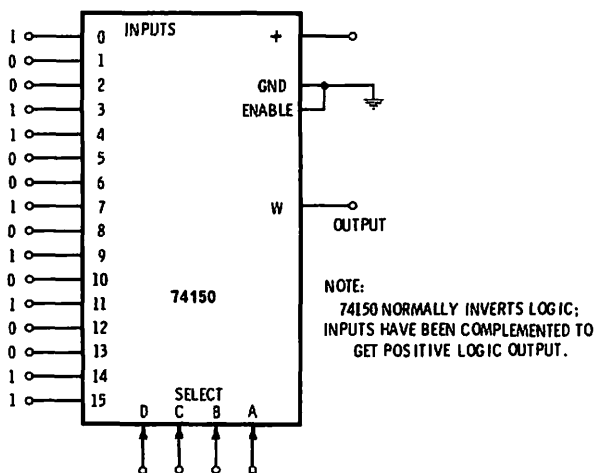 INPUTS
1 0 +
0 1
0 2 GND
1 3 ENABLE
1 4
0 5
0 6
1 7 W
OUTPUT
0 8
1 9
0 10
1 11
0 12
0 13
1 14
1 15
74150
NOTE:
74150 NORMALLY INVERTS LOGIC;
INPUTS HAVE BEEN COMPLEMENTED TO
GET POSITIVE LOGIC OUTPUT.
SELECT
D C B A